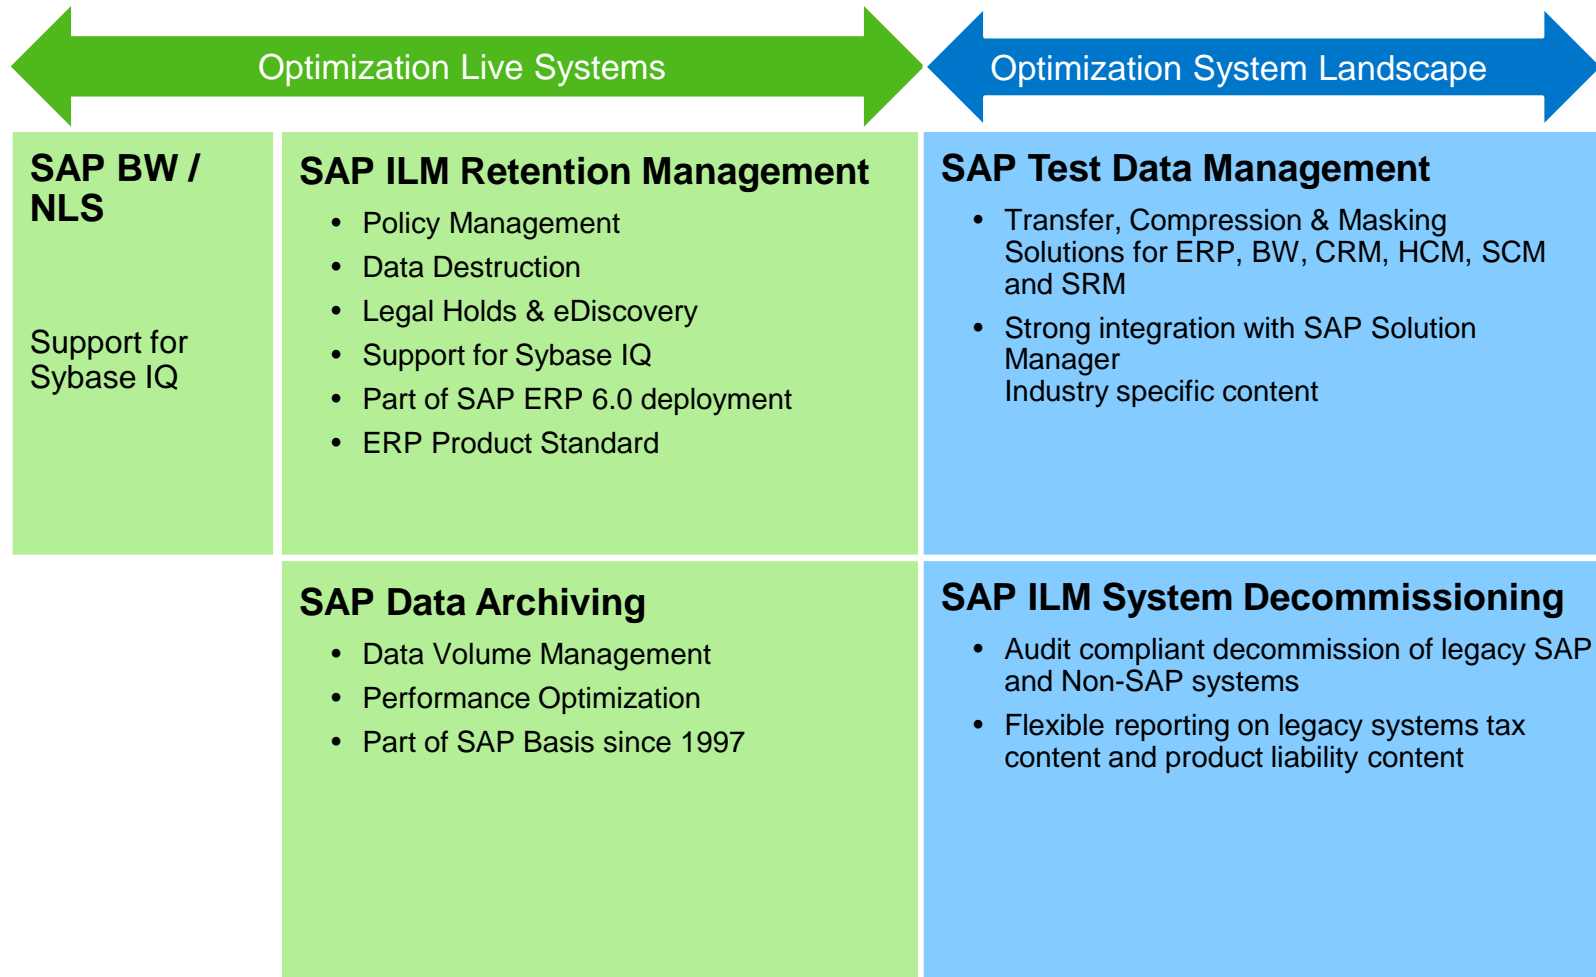 Optimization Live Systems
Optimization System Landscape
SAP BW /
NLS
Support for
Sybase IQ
SAP ILM Retention Management
• Policy Management
• Data Destruction
• Legal Holds & eDiscovery
• Support for Sybase IQ
• Part of SAP ERP 6.0 deployment
• ERP Product Standard
SAP Test Data Management
• Transfer, Compression & Masking
Solutions for ERP, BW, CRM, HCM, SCM
and SRM
• Strong integration with SAP Solution
Manager
Industry specific content
SAP Data Archiving
• Data Volume Management
• Performance Optimization
• Part of SAP Basis since 1997
SAP ILM System Decommissioning
• Audit compliant decommission of legacy SAP
and Non-SAP systems
• Flexible reporting on legacy systems tax
content and product liability content